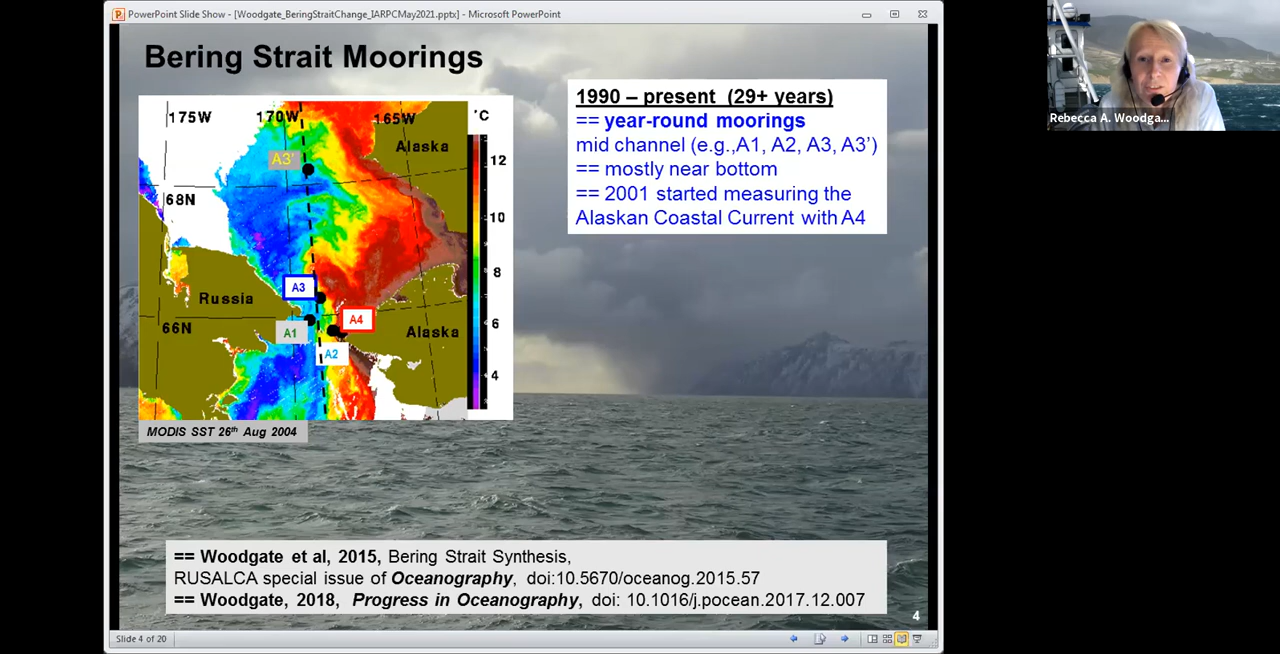 PowerPoint Slide Show - [Woodgate_BeringStraitChange_IARPCMay2021.pptx] - Microsoft PowerPoint
Bering Strait Moorings
175W
170W
165W
°C
Alaska
A3'
12
68N
10
8
A3
Russia
A4
6
66N
A1
Alaska
A2
4
MODIS SST 26th Aug 2004
1990 – present (29+ years)
== year-round moorings
mid channel (e.g.,A1, A2, A3, A3’)
== mostly near bottom
== 2001 started measuring the
Alaskan Coastal Current with A4
Rebecca A. Woodga...
== Woodgate et al, 2015, Bering Strait Synthesis,
RUSALCA special issue of Oceanography, doi:10.5670/oceanog.2015.57
== Woodgate, 2018, Progress in Oceanography, doi: 10.1016/j.pocean.2017.12.007
4
Slide 4 of 20